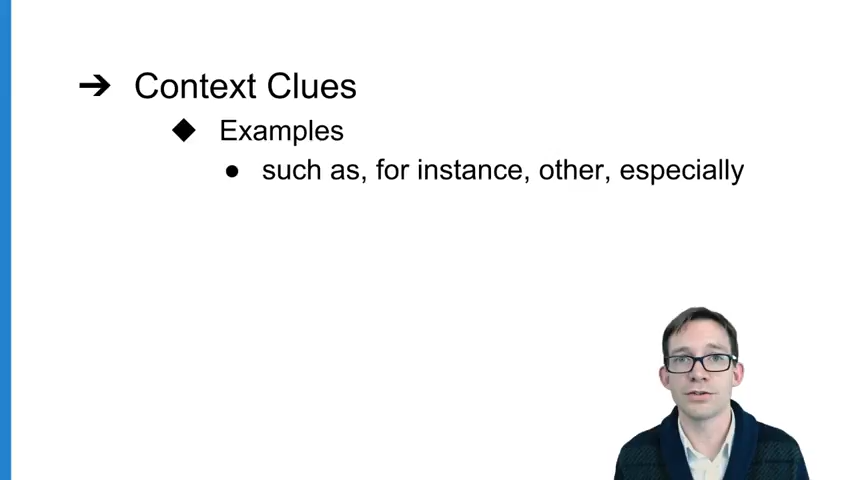 Context Clues
Examples
such as, for instance, other, especially